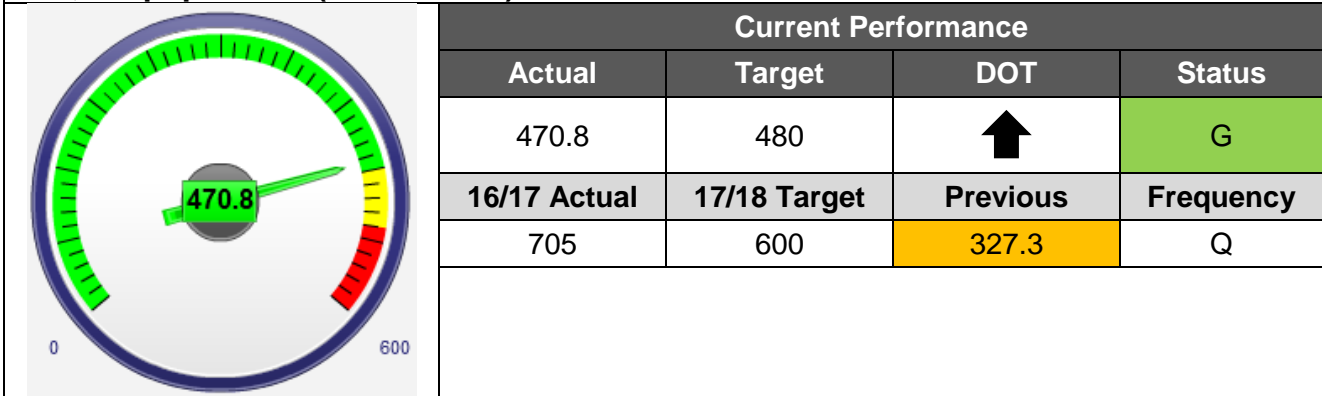 Current Performance
Actual Target DOT Status
470.8 480 G
16/17 Actual 17/18 Target Previous Frequency
705 600 327.3 Q
470.8
0 600